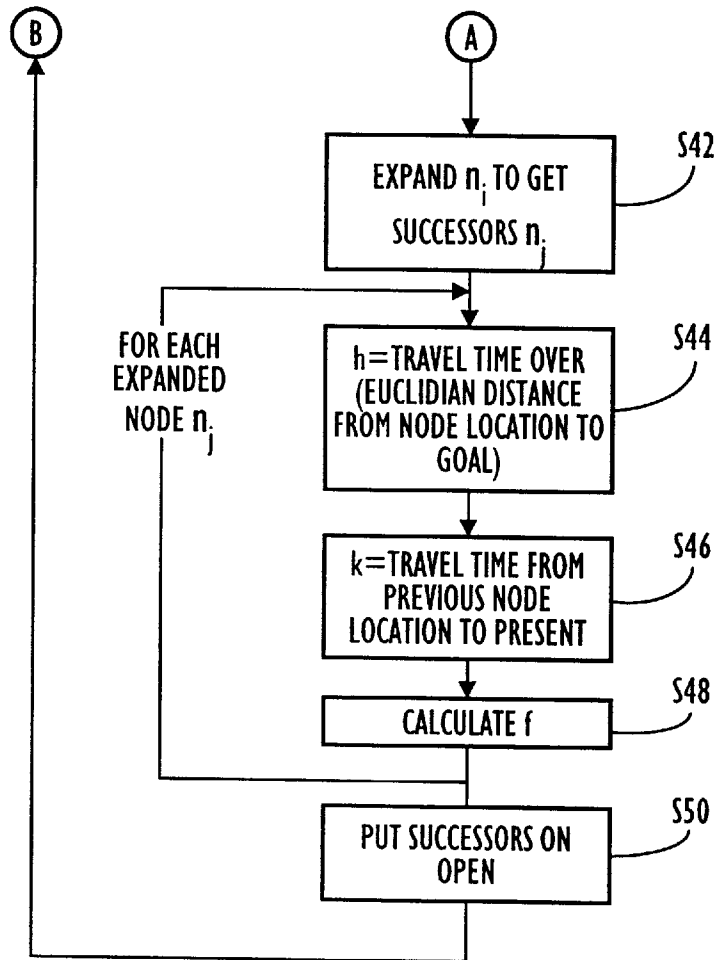 B
A
S42
EXPAND ni TO GET
SUCCESSORS nj
FOR EACH
EXPANDED
NODE nj
S44
h=TRAVEL TIME OVER
(EUCLIDIAN DISTANCE
FROM NODE LOCATION TO
GOAL)
S46
k=TRAVEL TIME FROM
PREVIOUS NODE
LOCATION TO PRESENT
S48
CALCULATE f
S50
PUT SUCCESSORS ON
OPEN